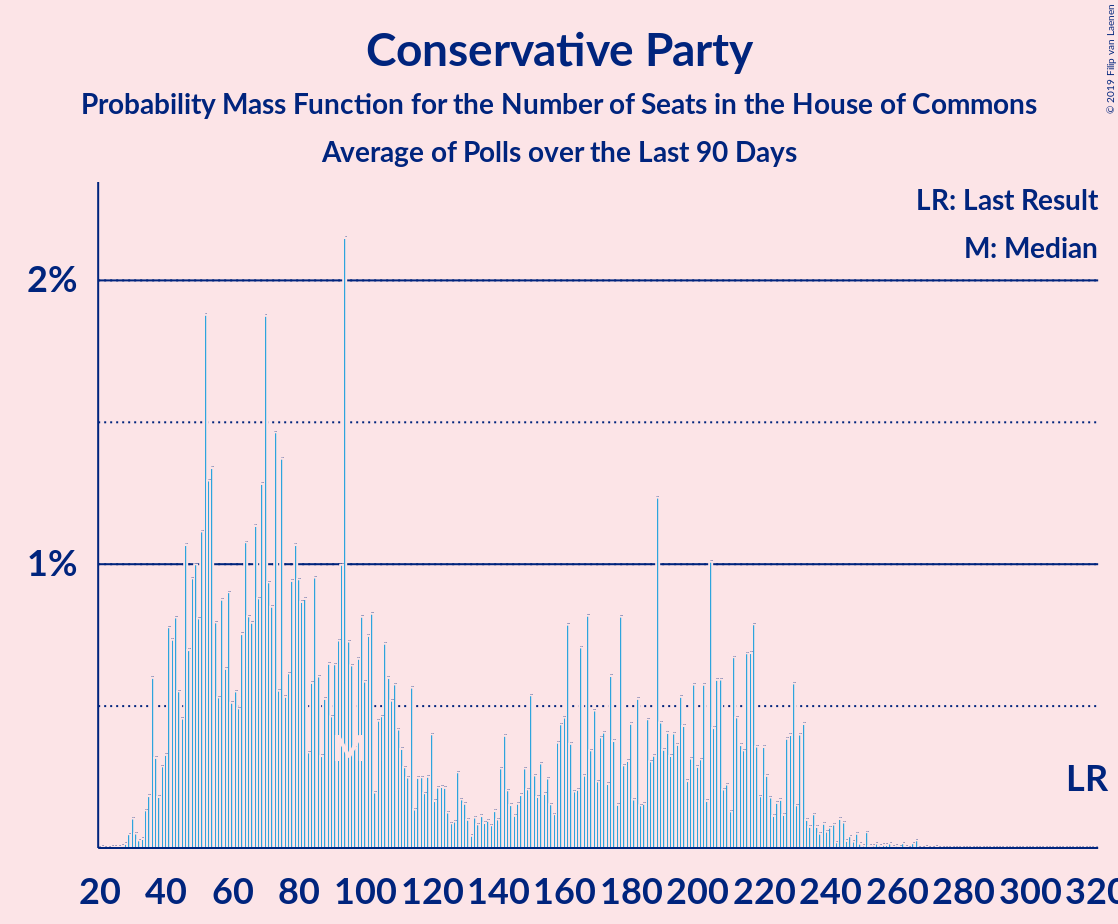 Conservative Party
Probability Mass Function for the Number of Seats in the House of Commons
Average of Polls over the Last 90 Days
© 2019 Filip van Laenen
LR: Last Result
M: Median
2%
1%
M
LR
20 40 60 80 100 120 140 160 180 200 220 240 260 280 300 320